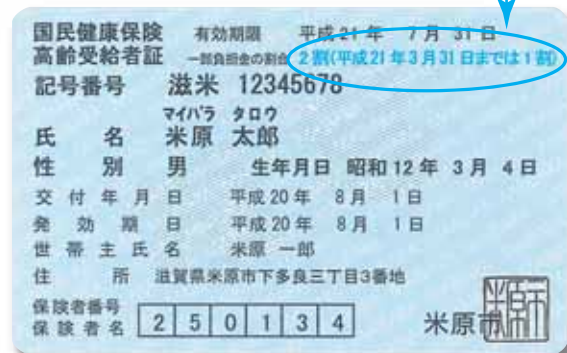 国民健康保険 有効期限 平成21年 7月 31日
高齢受給者証 一部負担金の割合 2割(平成21年3月31日までは1割)
記号番号 滋米 12345678
マイバラ タロウ
氏 名 米原 太郎
性 別 男 生年月日 昭和12年 3月 4日
交付年月日 平成20年 8月 1日
発効期日 平成20年 8月 1日
世帯主氏名 米原 一郎
住 所 滋賀県米原市下多良三丁目3番地
保険者番号
保険者名 250134 米原市